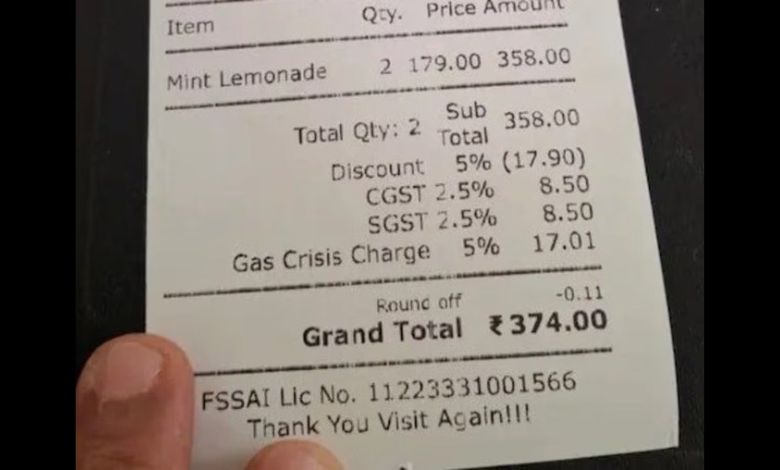 Item Qty. Price Amount
Mint Lemonade 2 179.00 358.00
Total Qty: 2 Sub Total 358.00
Discount 5% (17.90)
CGST 2.5% 8.50
SGST 2.5% 8.50
Gas Crisis Charge 5% 17.01
Round off -0.11
Grand Total ₹374.00
FSSAI Lic No. 11223331001566
Thank You Visit Again!!!